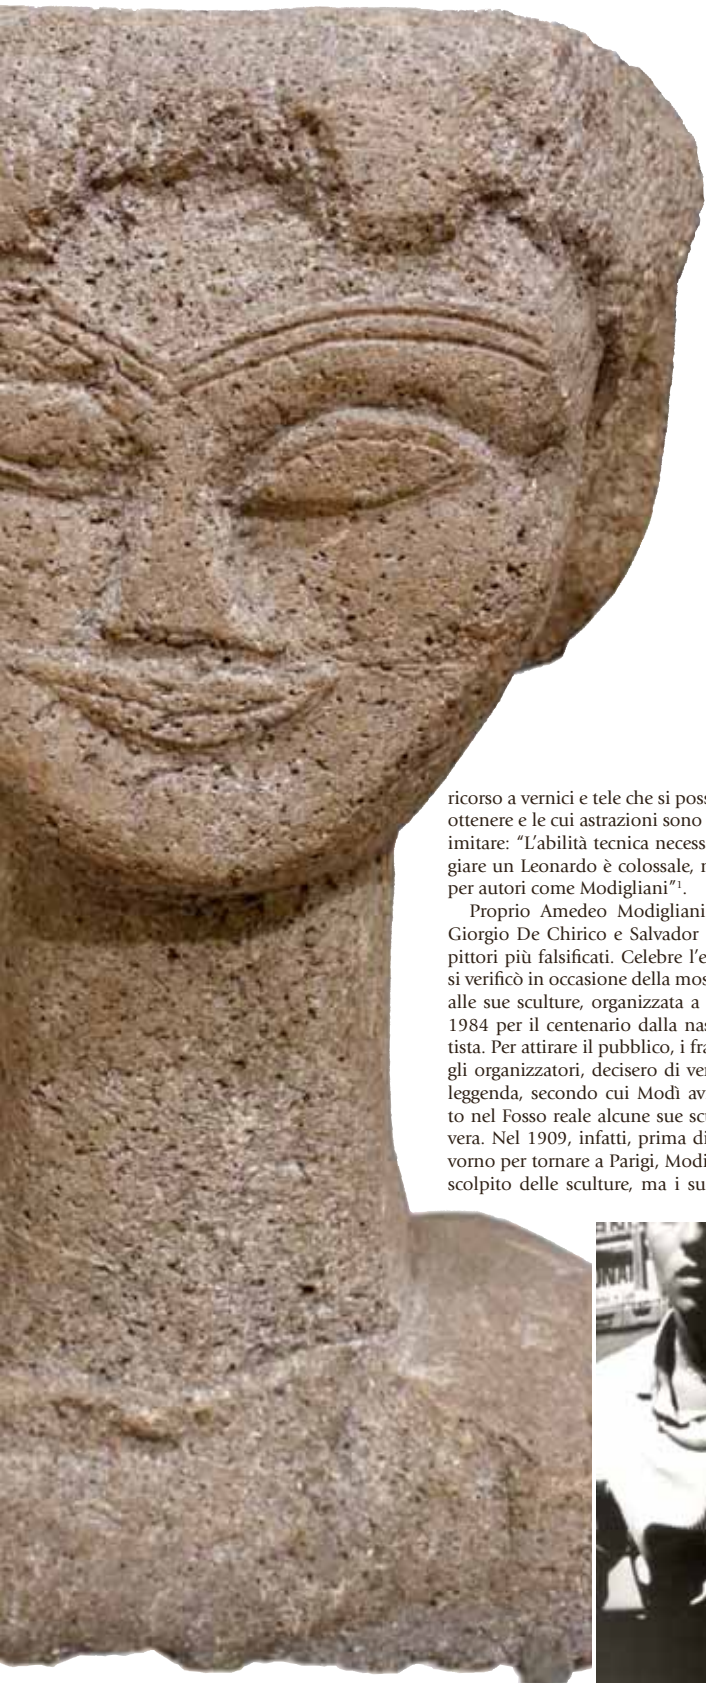 ricorso a vernici e tele che si poss
ottenere e le cui astrazioni sono
imitare: “L’abilità tecnica necess
giare un Leonardo è colossale, n
per autori come Modigliani”¹.
Proprio Amedeo Modigliani
Giorgio De Chirico e Salvador
pittori più falsificati. Celebre l’e
si verificò in occasione della mos
alle sue sculture, organizzata a
1984 per il centenario dalla nas
tista. Per attirare il pubblico, i fra
gli organizzatori, decisero di ver
leggenda, secondo cui Modì av
to nel Fosso reale alcune sue scu
vera. Nel 1909, infatti, prima di
vorno per tornare a Parigi, Modi
scolpito delle sculture, ma i su